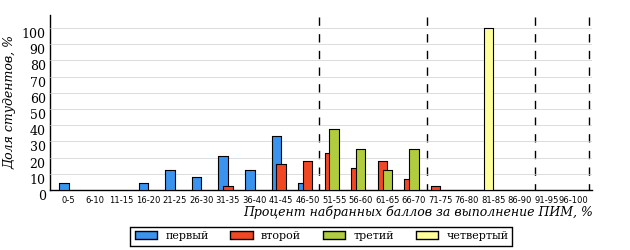 Доля студентов, %
100
90
80
70
60
50
40
30
20
10
0
0-5 6-10 11-15 16-20 21-25 26-30 31-35 36-40 41-45 46-50 51-55 56-60 61-65 66-70 71-75 76-80 81-85 86-90 91-95 96-100
Процент набранных баллов за выполнение ПИМ, %
первый второй третий четвертый